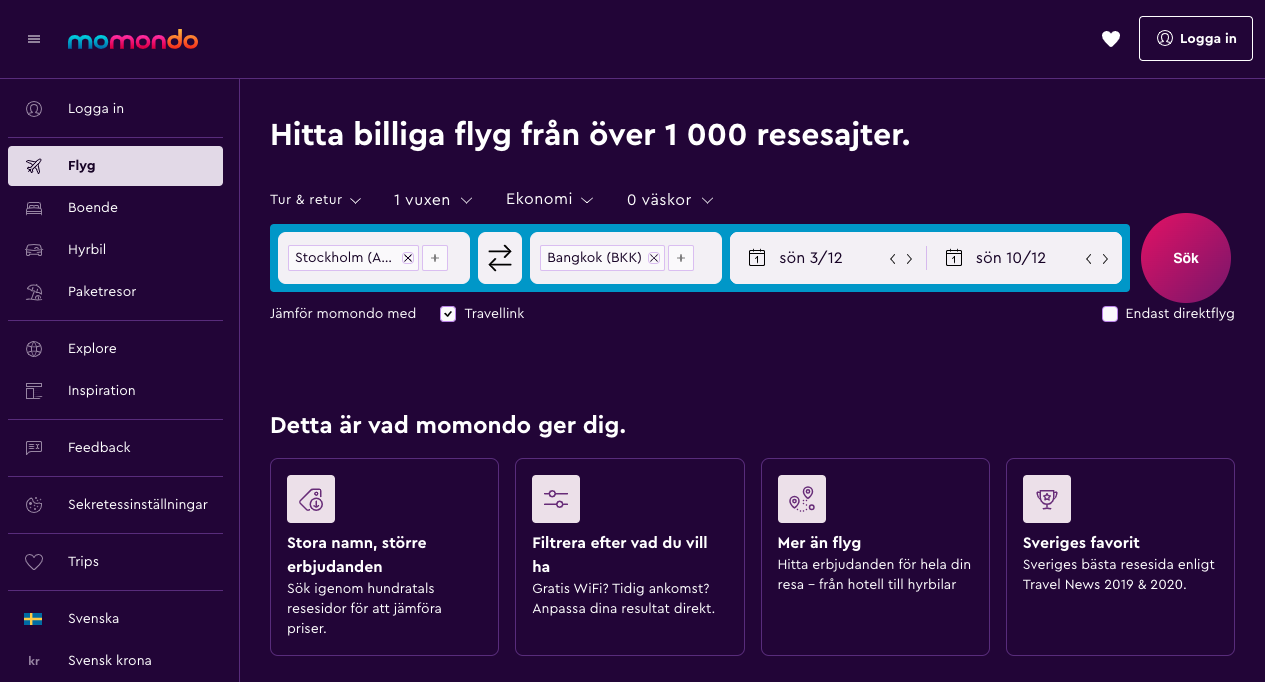 momondo
Logga in
Logga in
Flyg
Boende
Hyrbil
Paketresor
Explore
Inspiration
Feedback
Sekretessinställningar
Trips
Svenska
kr Svensk krona
Hitta billiga flyg från över 1 000 resesajter.
Tur & retur 1 vuxen Ekonomi 0 väskor
Stockholm (A... + Bangkok (BKK) + sön 3/12 sön 10/12 Sök
Jämför momondo med Travellink Endast direktflyg
Detta är vad momondo ger dig.
Stora namn, större
erbjudanden
Sök igenom hundratals
resesidor för att jämföra
priser.
Filtrera efter vad du vill
ha
Gratis WiFi? Tidig ankomst?
Anpassa dina resultat direkt.
Mer än flyg
Hitta erbjudanden för hela din
resa – från hotell till hyrbilar
Sveriges favorit
Sveriges bästa resesida enligt
Travel News 2019 & 2020.